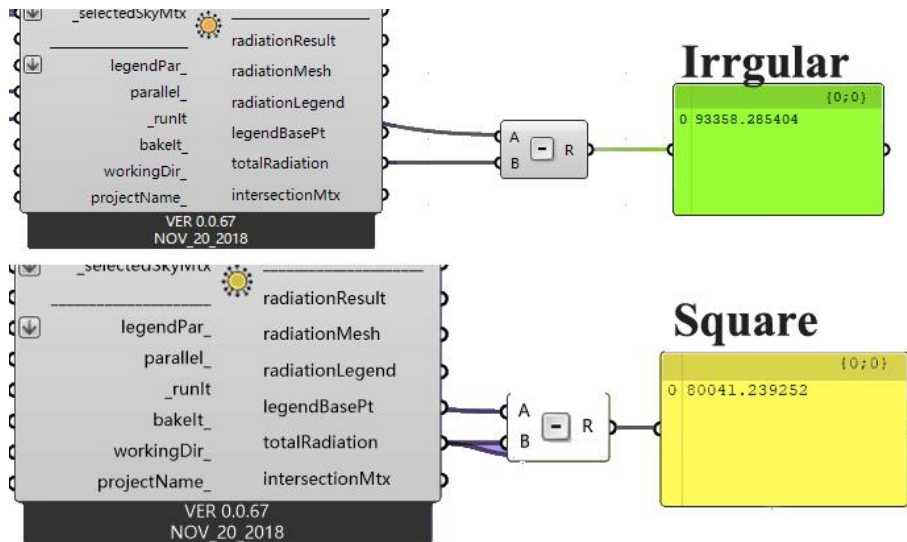 _selectedSkyMtx
radiationResult
legendPar_
radiationMesh
parallel_
radiationLegend
_runIt
legendBasePt
bakeIt_
totalRadiation
workingDir_
intersectionMtx
projectName_
VER 0.0.67
NOV_20_2018
A
B
-
R
Irrgular
{0;0}
0 93358.285404
_selectedSkyMtx
radiationResult
legendPar_
radiationMesh
parallel_
radiationLegend
_runIt
legendBasePt
bakeIt_
totalRadiation
workingDir_
intersectionMtx
projectName_
VER 0.0.67
NOV_20_2018
A
B
-
R
Square
{0;0}
0 80041.239252